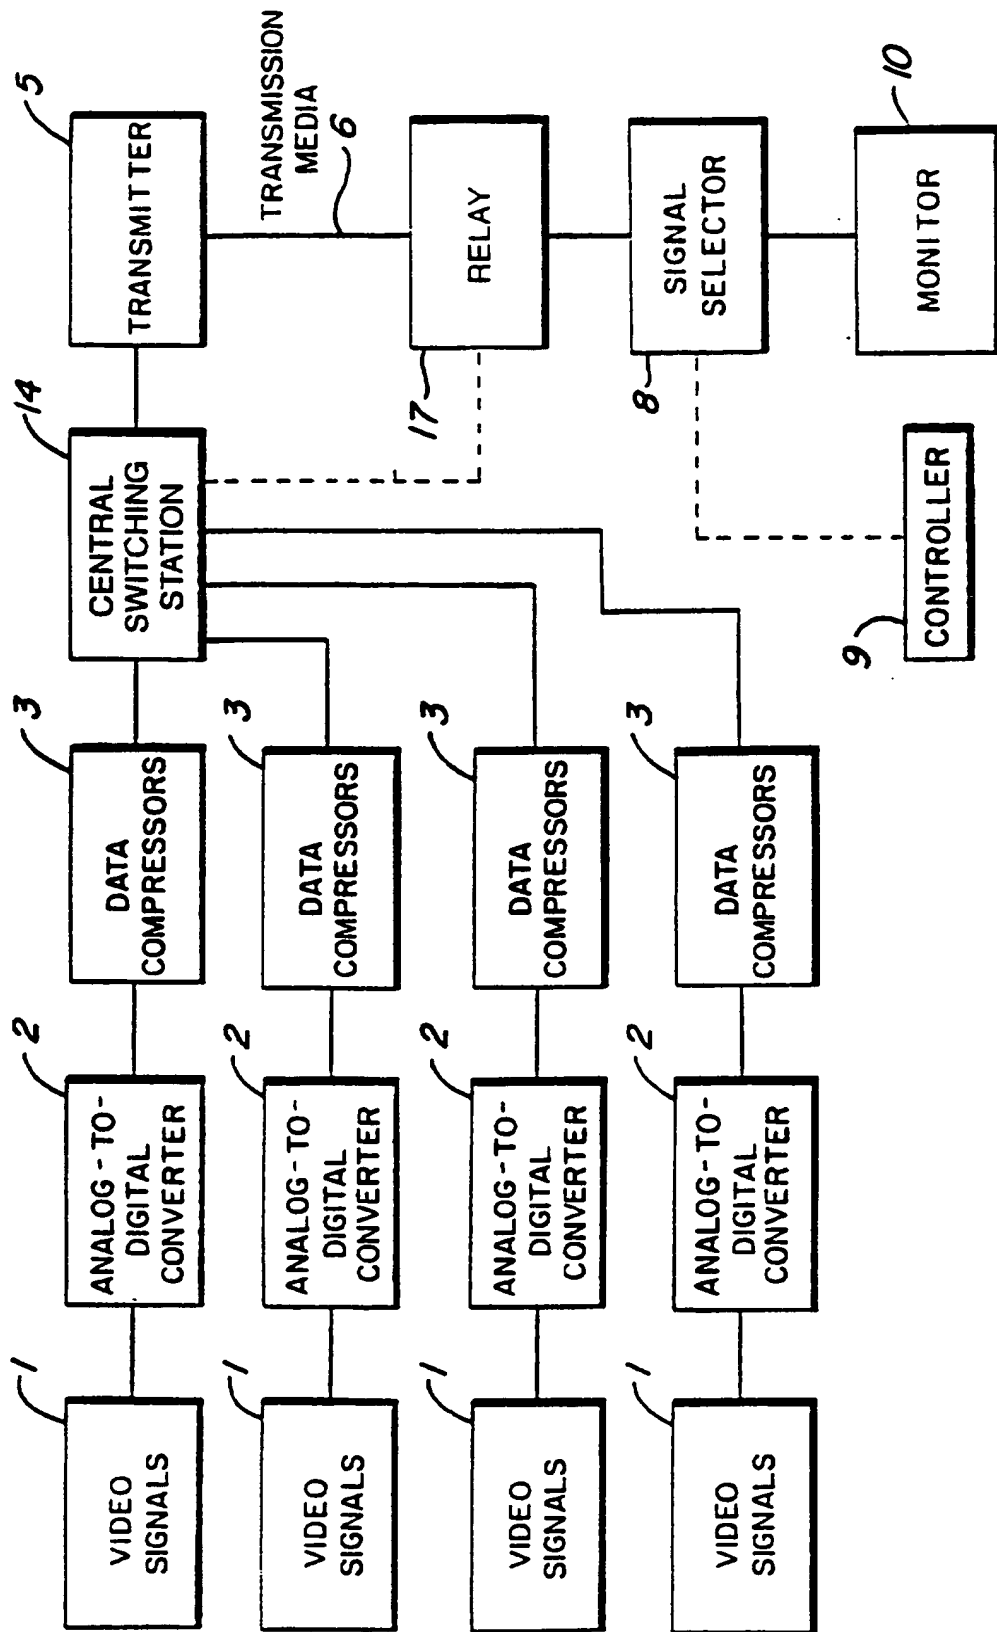 1
VIDEO
SIGNALS
2
ANALOG-TO-
DIGITAL
CONVERTER
3
DATA
COMPRESSORS
14
CENTRAL
SWITCHING
STATION
5
TRANSMITTER
1
VIDEO
SIGNALS
2
ANALOG-TO-
DIGITAL
CONVERTER
3
DATA
COMPRESSORS
TRANSMISSION
MEDIA
6
1
VIDEO
SIGNALS
2
ANALOG-TO-
DIGITAL
CONVERTER
3
DATA
COMPRESSORS
17
RELAY
1
VIDEO
SIGNALS
2
ANALOG-TO-
DIGITAL
CONVERTER
3
DATA
COMPRESSORS
8
SIGNAL
SELECTOR
9
CONTROLLER
10
MONITOR